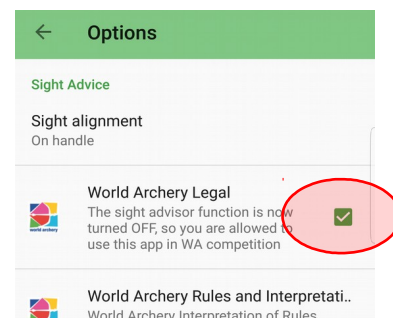 Options
Sight Advice
Sight alignment
On handle
World Archery Legal
The sight advisor function is now
turned OFF, so you are allowed to
use this app in WA competition
world archery
World Archery Rules and Interpretati..
World Archery Interpretation of Rules